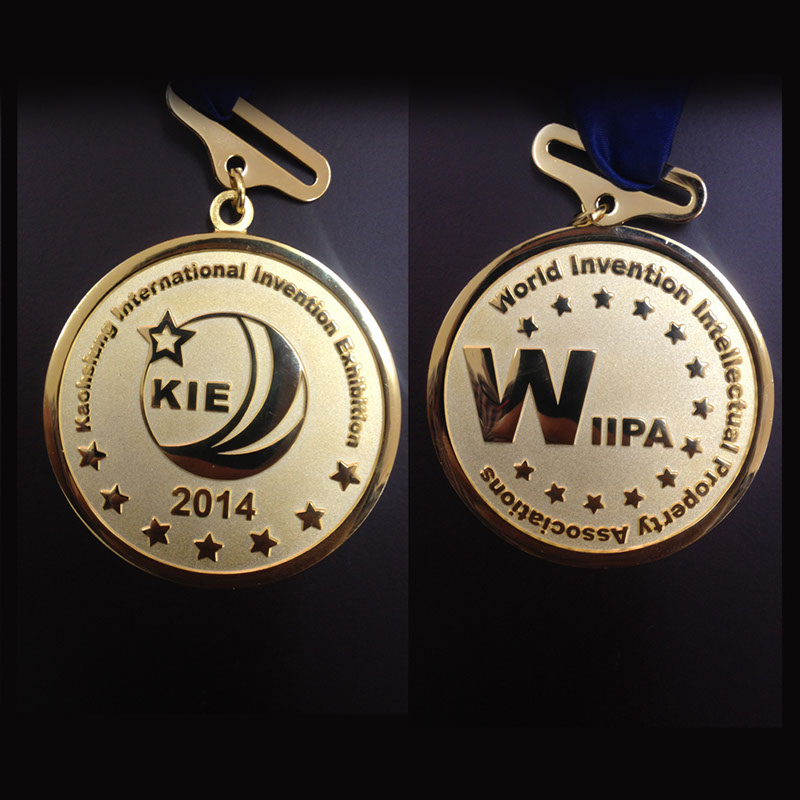 Kaohsiung International Invention Exhibition
KIE
2014
World Invention Intellectual Property Associations
WIIPA